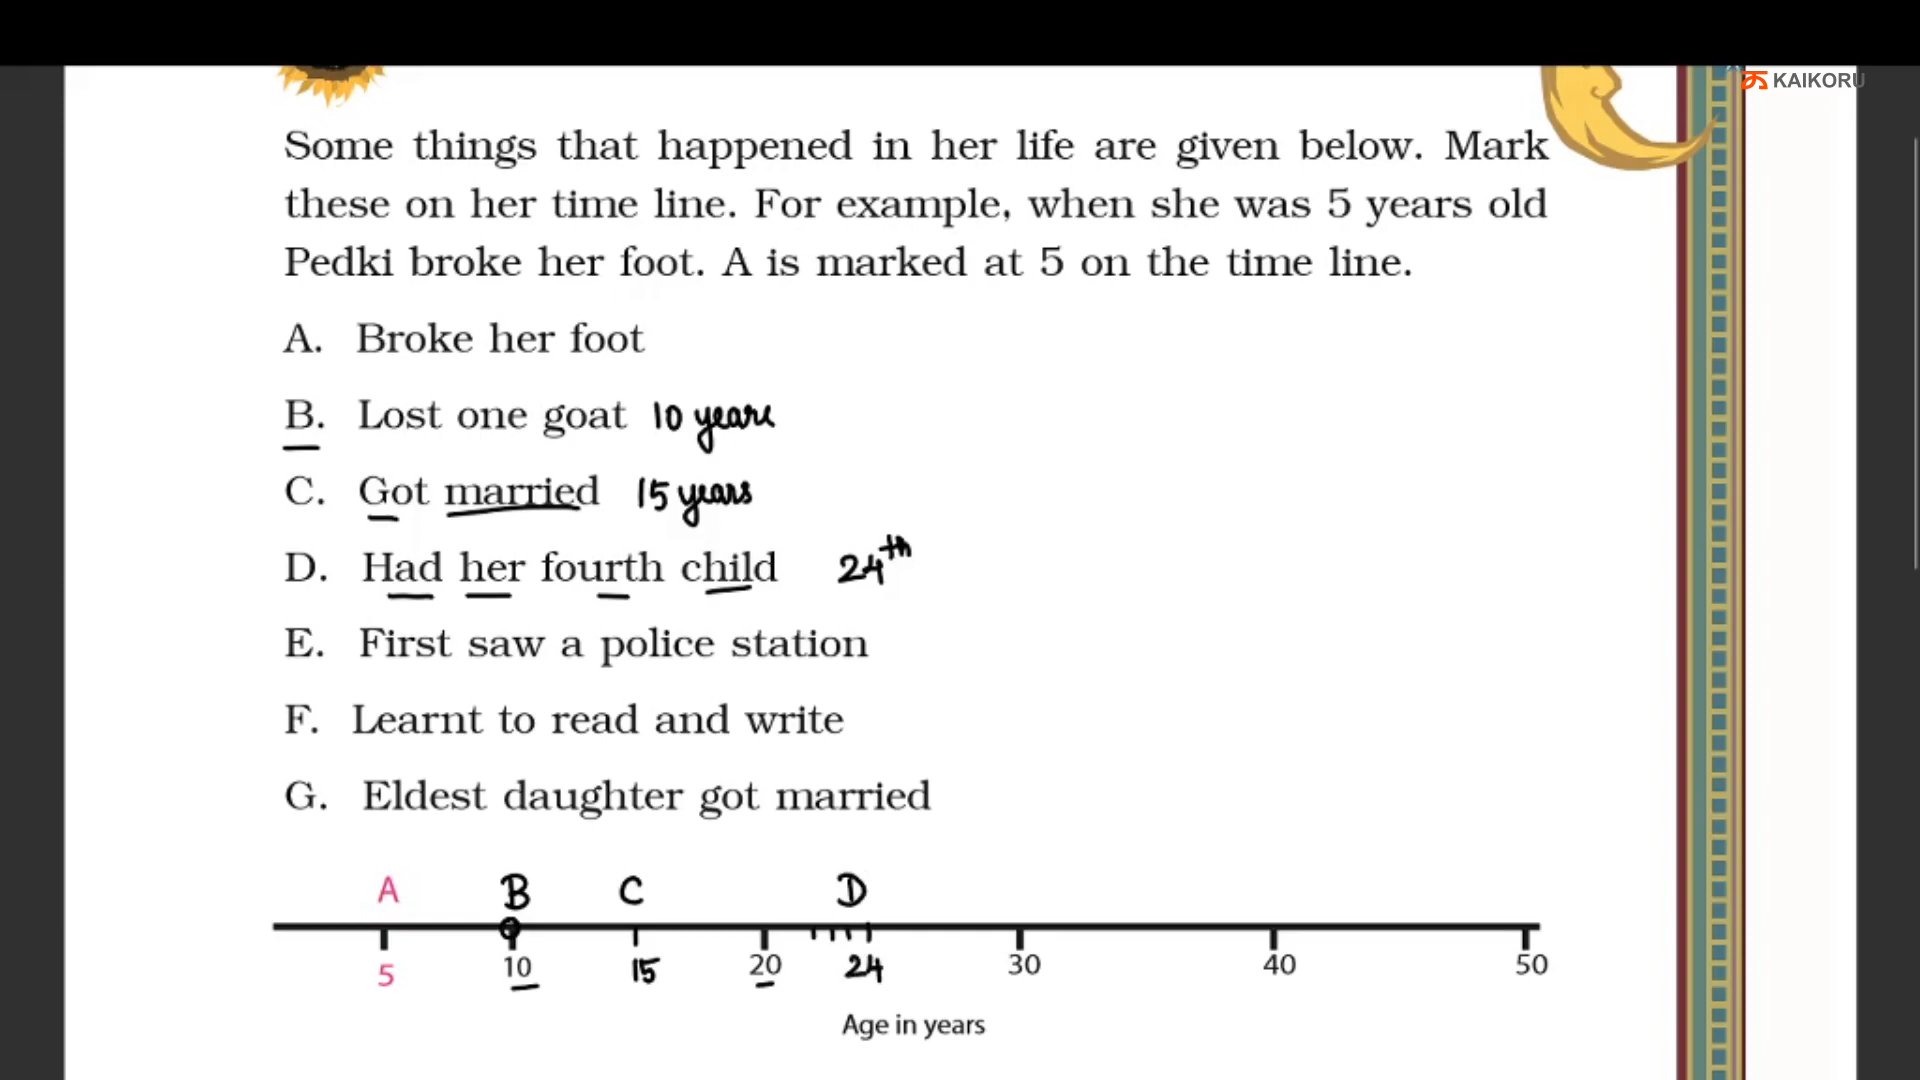 KAIKORU
Some things that happened in her life are given below. Mark
these on her time line. For example, when she was 5 years old
Pedki broke her foot. A is marked at 5 on the time line.
A. Broke her foot
B. Lost one goat 10 years
C. Got married 15 years
D. Had her fourth child 24th
E. First saw a police station
F. Learnt to read and write
G. Eldest daughter got married
A B C D
5 10 15 20 24 30 40 50
Age in years